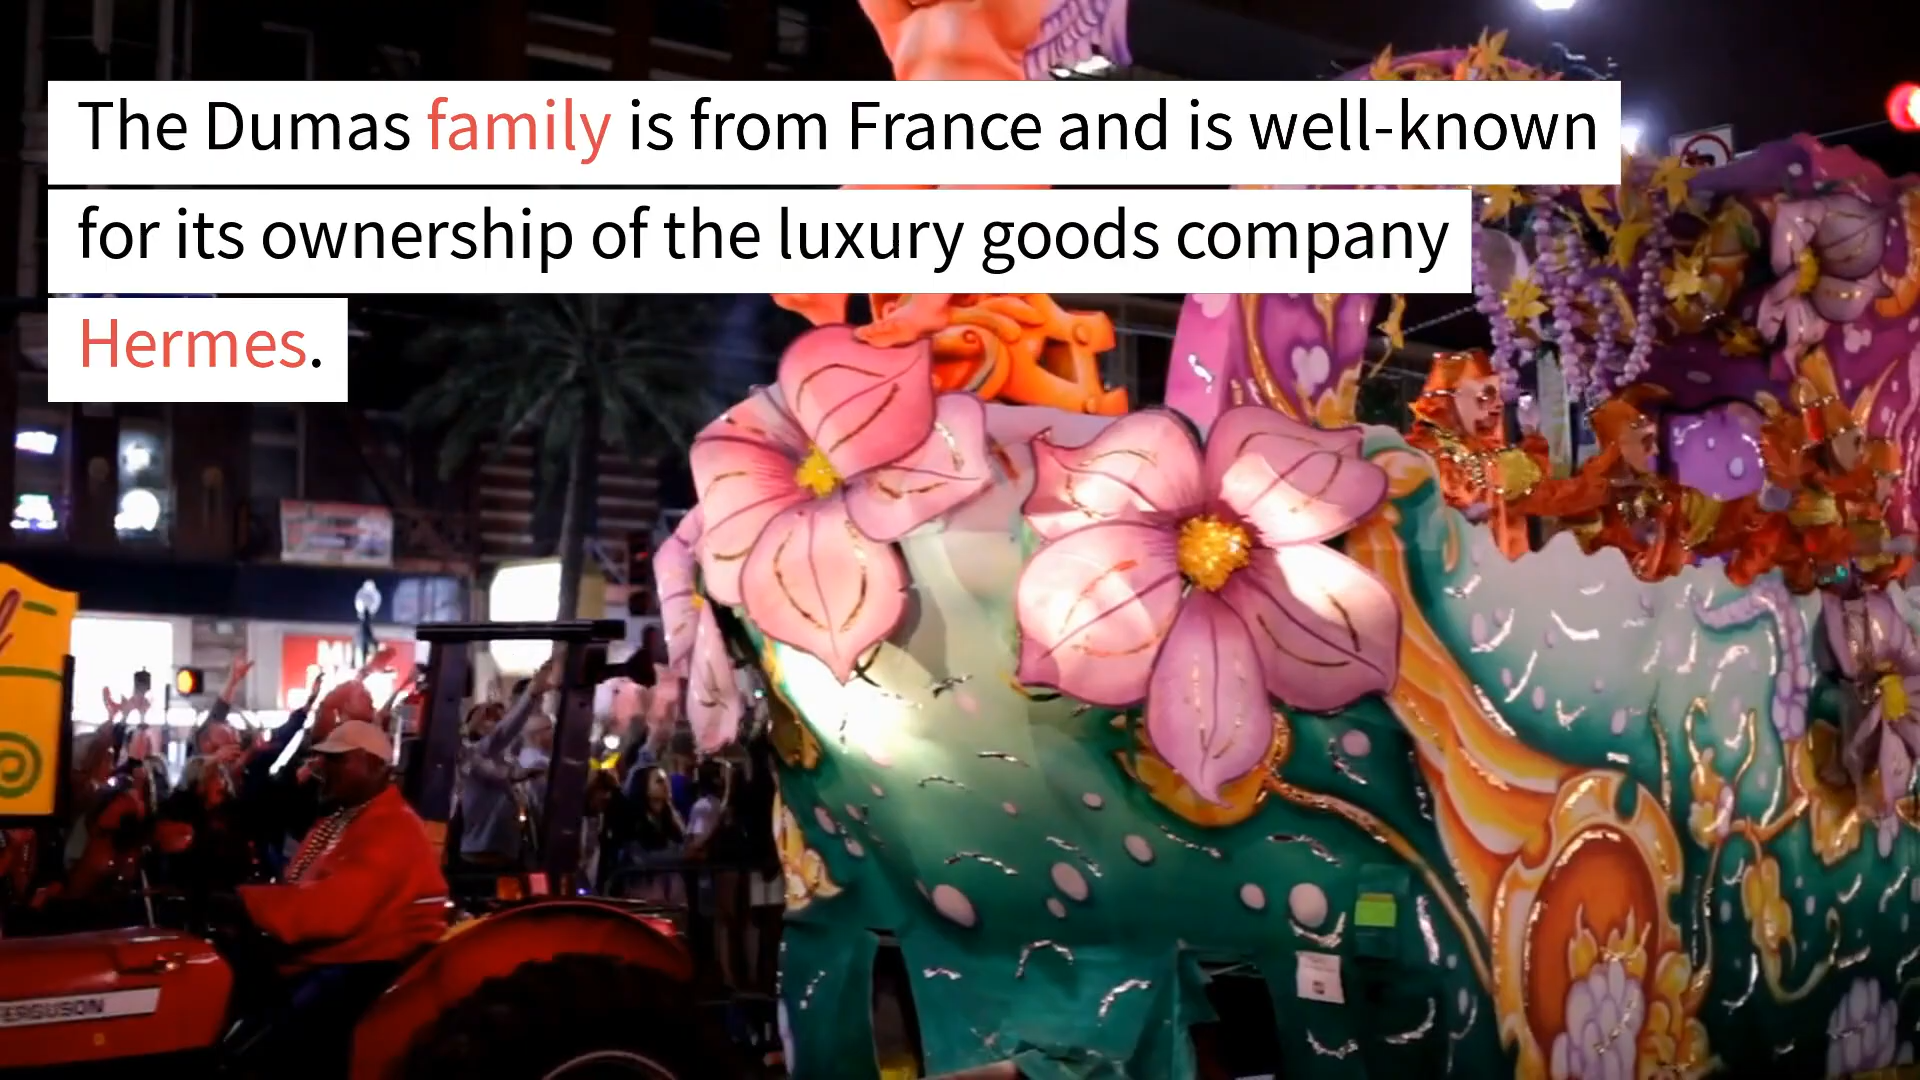 The Dumas family is from France and is well-known
for its ownership of the luxury goods company
Hermes.
ERGUSON